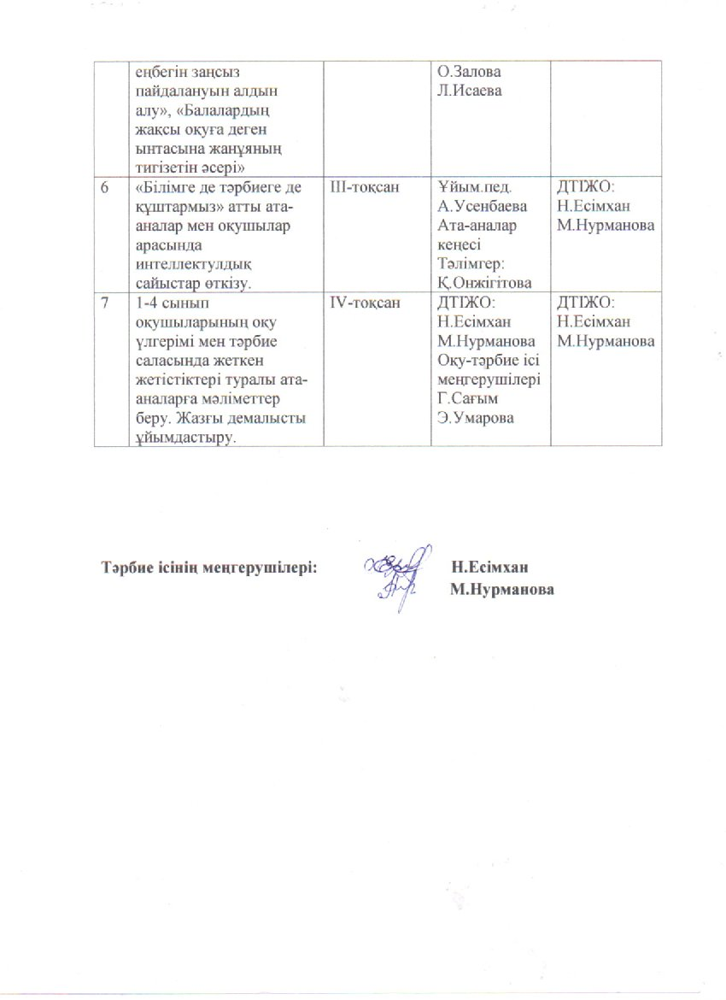 еңбегін заңсыз
пайдалануын алдын
алу», «Балалардың
жақсы оқуға деген
ынтасына жанұяның
тигізетін әсері»
О.Залова
Л.Исаева
6
«Білімге де тәрбиеге де
құштармыз» атты ата-
аналар мен оқушылар
арасында
интеллектулдық
сайыстар өткізу.
III-тоқсан
Ұйым.пед.
А.Усенбаева
Ата-аналар
кеңесі
Тәлімгер:
Қ.Онжігітова
ДТІЖО:
Н.Есімхан
М.Нурманова
7
1-4 сынып
оқушыларының оқу
үлгерімі мен тәрбие
саласында жеткен
жетістіктері туралы ата-
аналарға мәліметтер
беру. Жазғы демалысты
ұйымдастыру.
IV-тоқсан
ДТІЖО:
Н.Есімхан
М.Нурманова
Оқу-тәрбие ісі
меңгерушілері
Г.Сағым
Э.Умарова
ДТІЖО:
Н.Есімхан
М.Нурманова
Тәрбие ісінің меңгерушілері:
Н.Есімхан
М.Нурманова